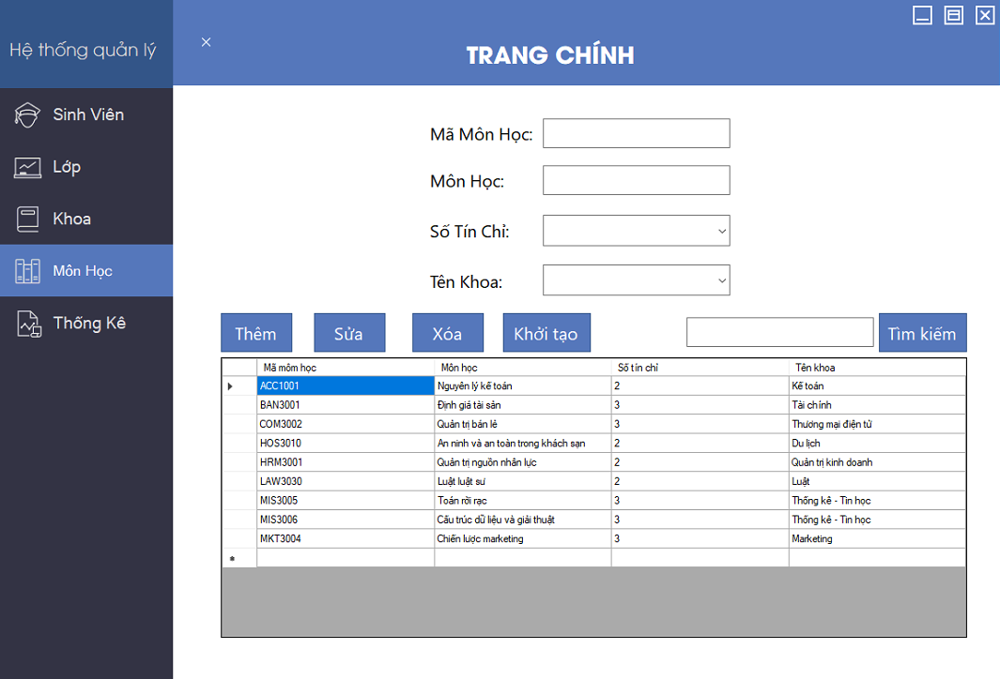 Hệ thống quản lý
TRANG CHÍNH
Sinh Viên
Lớp
Khoa
Môn Học
Thống Kê
Mã Môn Học:
Môn Học:
Số Tín Chỉ:
Tên Khoa:
Thêm Sửa Xóa Khởi tạo Tìm kiếm
Mã môm học Môn học Số tín chỉ Tên khoa
ACC1001 Nguyên lý kế toán 2 Kế toán
BAN3001 Định giá tài sản 3 Tài chính
COM3002 Quản trị bán lẻ 3 Thương mại điện tử
HOS3010 An ninh và an toàn trong khách sạn 2 Du lịch
HRM3001 Quản trị nguồn nhân lực 2 Quản trị kinh doanh
LAW3030 Luật luật sư 2 Luật
MIS3005 Toán rời rạc 3 Thống kê - Tin học
MIS3006 Cấu trúc dữ liệu và giải thuật 3 Thống kê - Tin học
MKT3004 Chiến lược marketing 3 Marketing